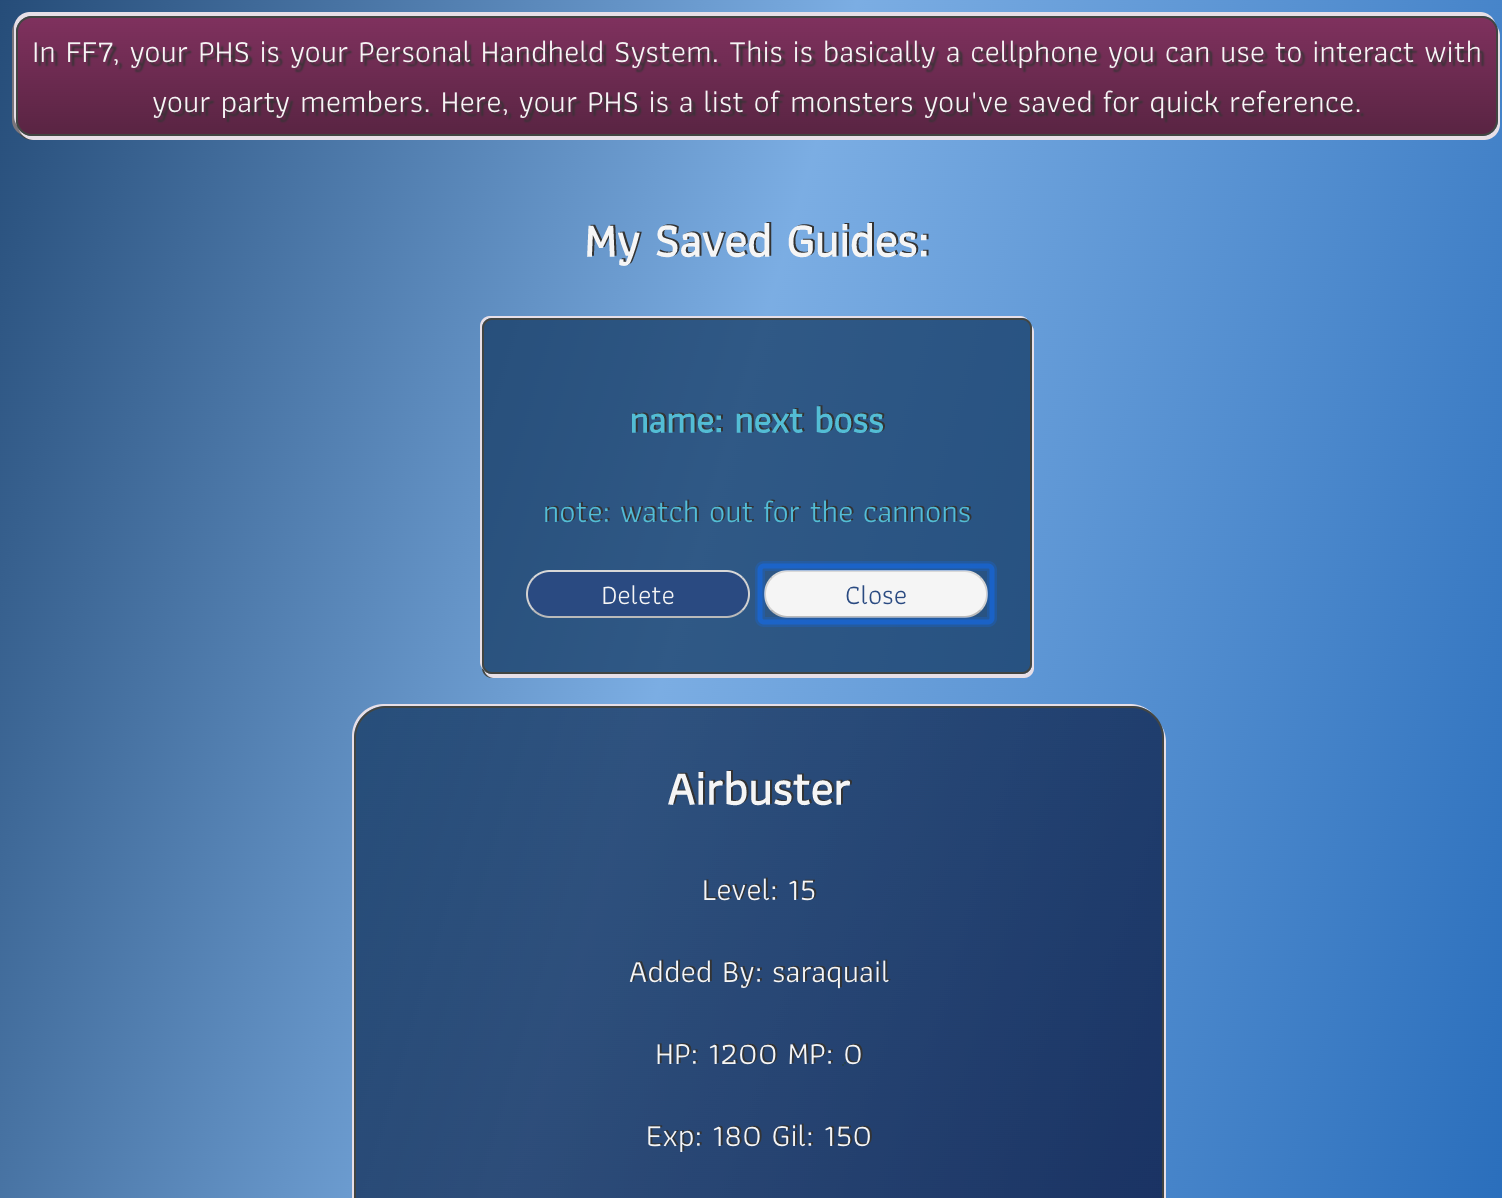 In FF7, your PHS is your Personal Handheld System. This is basically a cellphone you can use to interact with
your party members. Here, your PHS is a list of monsters you've saved for quick reference.
My Saved Guides:
name: next boss
note: watch out for the cannons
Delete Close
Airbuster
Level: 15
Added By: saraquail
HP: 1200 MP: 0
Exp: 180 Gil: 150